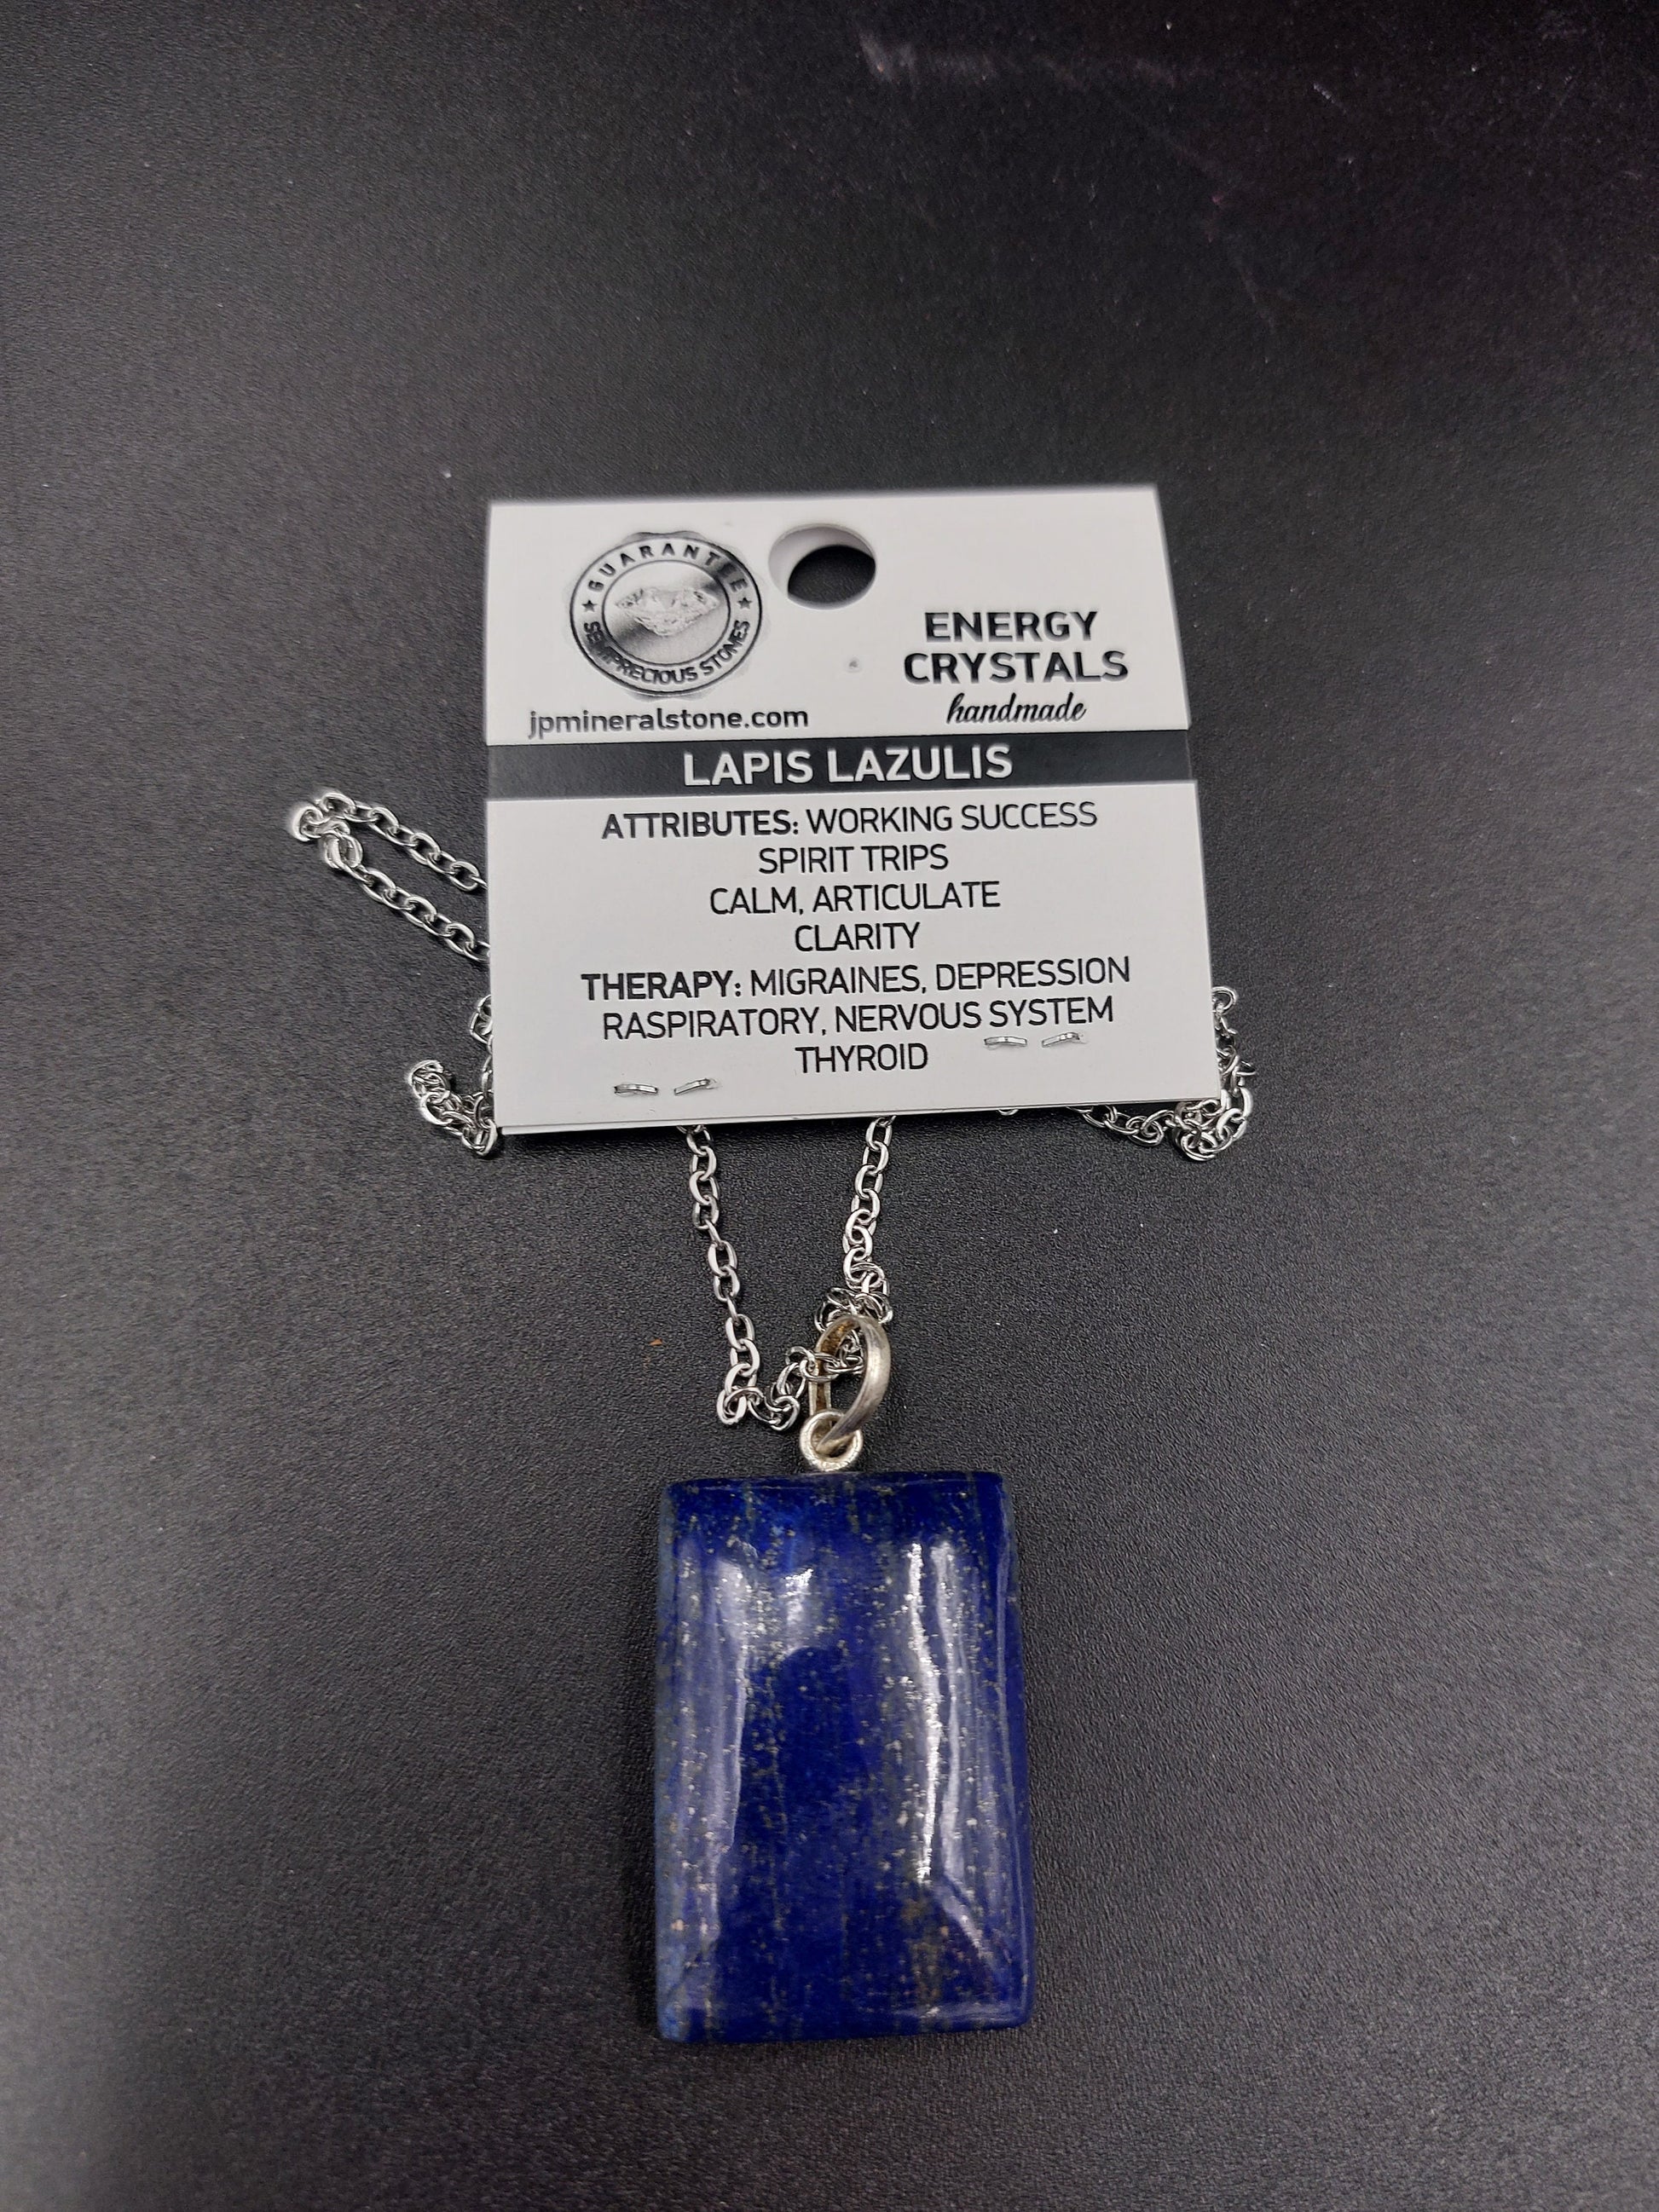 GUARANTEE
SEMIPRECIOUS STONES
jpmineralstone.com
ENERGY
CRYSTALS
handmade
LAPIS LAZULIS
ATTRIBUTES: WORKING SUCCESS
SPIRIT TRIPS
CALM, ARTICULATE
CLARITY
THERAPY: MIGRAINES, DEPRESSION
RASPIRATORY, NERVOUS SYSTEM
THYROID